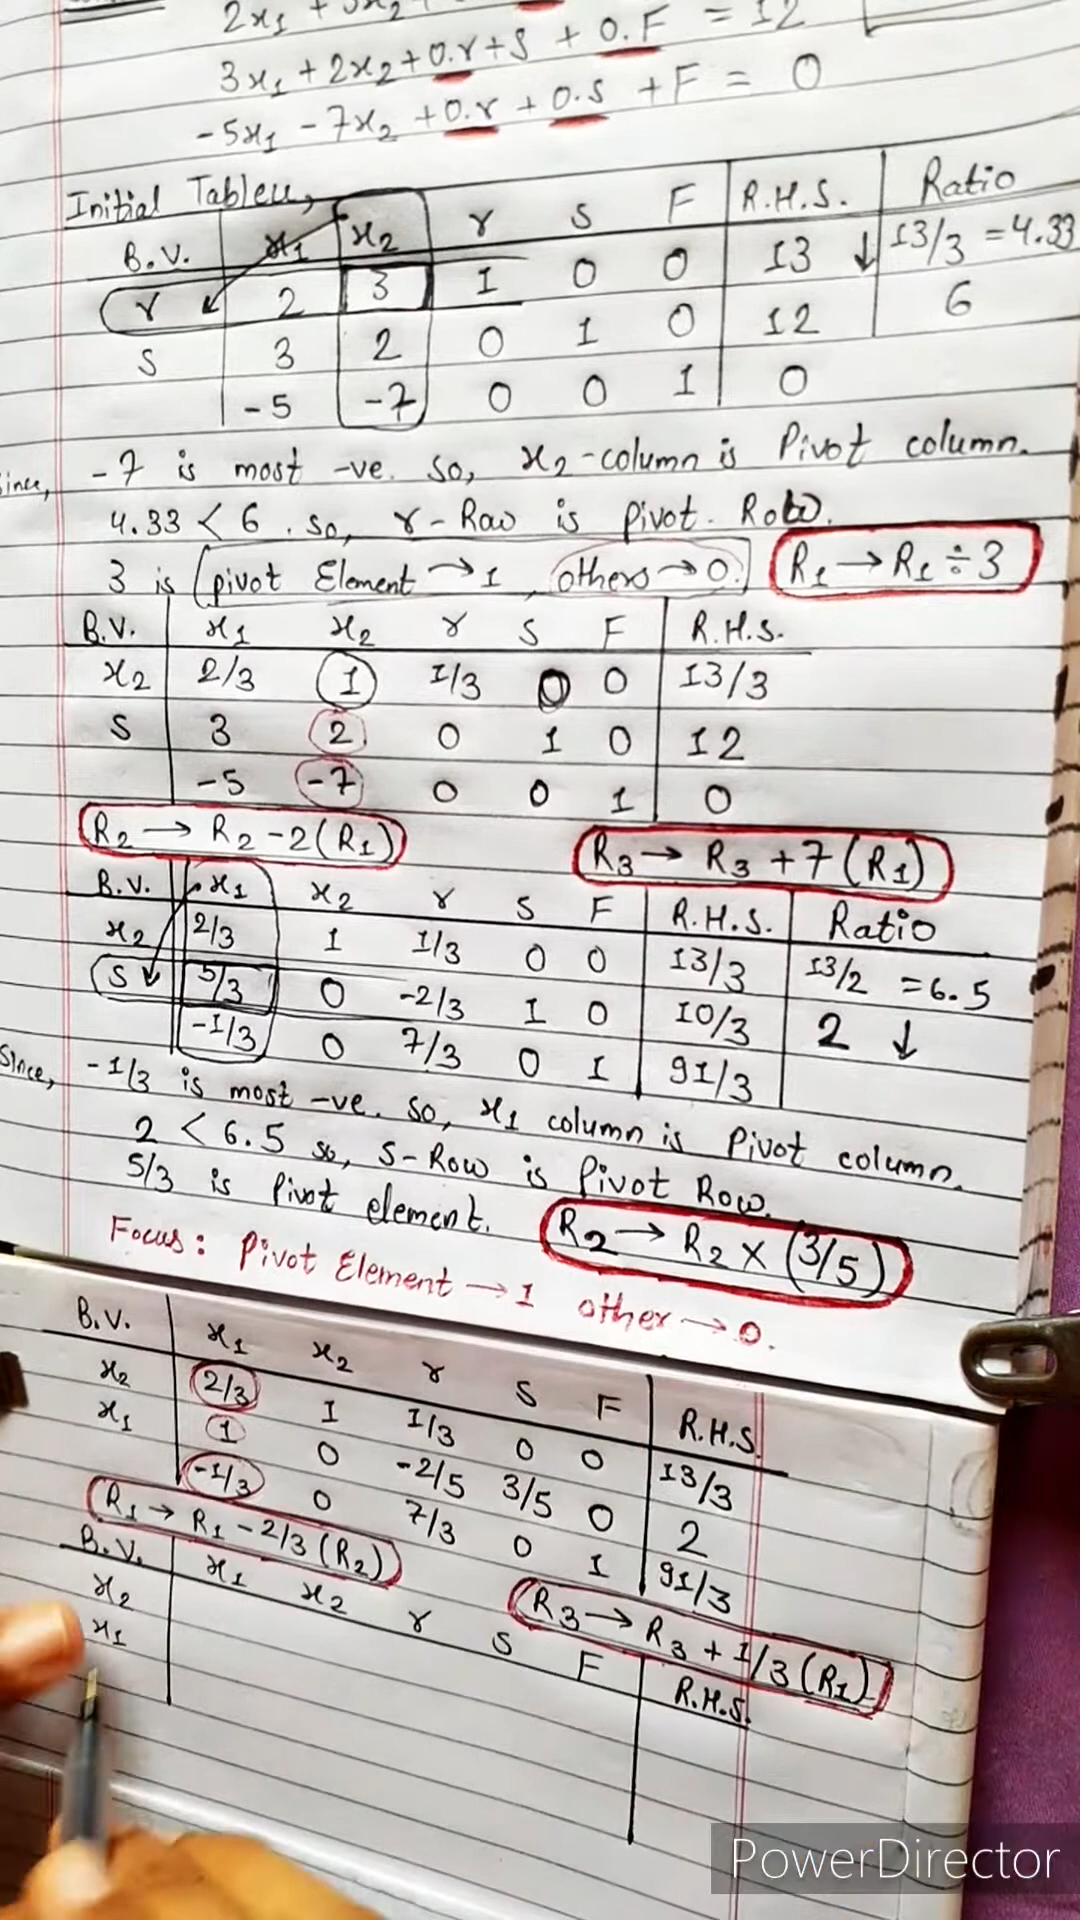 2x1 + 3x2
3x1 + 2x2 + 0.r + s + 0.F = 12
-5x1 - 7x2 + 0.r + 0.s + F = 0
Initial Tableu,
B.V. x1 x2 r s F R.H.S. Ratio
r 2 3 1 0 0 13 ↓ 13/3 = 4.33
s 3 2 0 1 0 12 6
-5 -7 0 0 1 0
Since, -7 is most -ve. so, x2-column is Pivot column.
4.33 < 6 . so, r-Row is pivot Row.
3 is pivot Element → 1, others → 0. R1 → R1 ÷ 3
B.V. x1 x2 r s F R.H.S.
x2 2/3 1 1/3 0 0 13/3
s 3 2 0 1 0 12
-5 -7 0 0 1 0
R2 → R2 - 2(R1) R3 → R3 + 7(R1)
B.V. x1 x2 r s F R.H.S. Ratio
x2 2/3 1 1/3 0 0 13/3 13/2 = 6.5
s 5/3 0 -2/3 1 0 10/3 2 ↓
-1/3 0 7/3 0 1 91/3
Since, -1/3 is most -ve. so, x1 column is Pivot column.
2 < 6.5 so, s-Row is Pivot Row.
5/3 is Pivot element. R2 → R2 × (3/5)
Focus: Pivot Element → 1 other → 0.
B.V. x1 x2 r s F R.H.S.
x2 2/3 1 1/3 0 0 13/3
x1 1 0 -2/5 3/5 0 2
-1/3 0 7/3 0 1 91/3
R1 → R1 - 2/3 (R2) R3 → R3 + 1/3 (R1)
B.V. x1 x2 r s F R.H.S.
x2
x1
PowerDirector